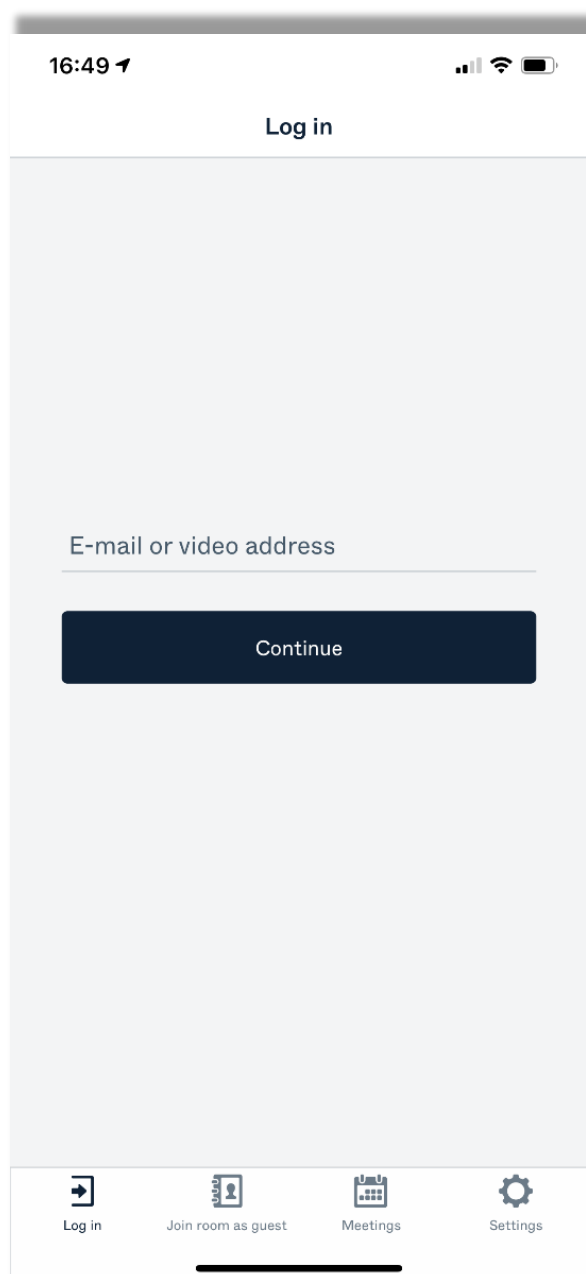 16:49
Log in
E-mail or video address
Continue
Log in Join room as guest Meetings Settings